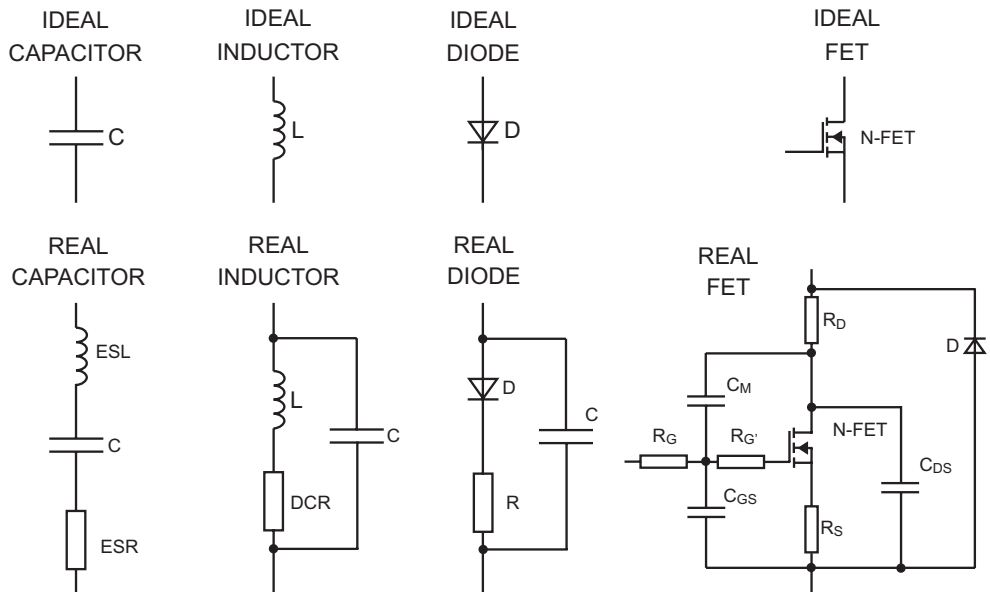 IDEAL
CAPACITOR
IDEAL
INDUCTOR
IDEAL
DIODE
IDEAL
FET
C
L
D
N-FET
REAL
CAPACITOR
REAL
INDUCTOR
REAL
DIODE
REAL
FET
ESL
C
ESR
L
C
DCR
D
C
R
RD
D
CM
N-FET
RG
RG'
CDS
CGS
RS